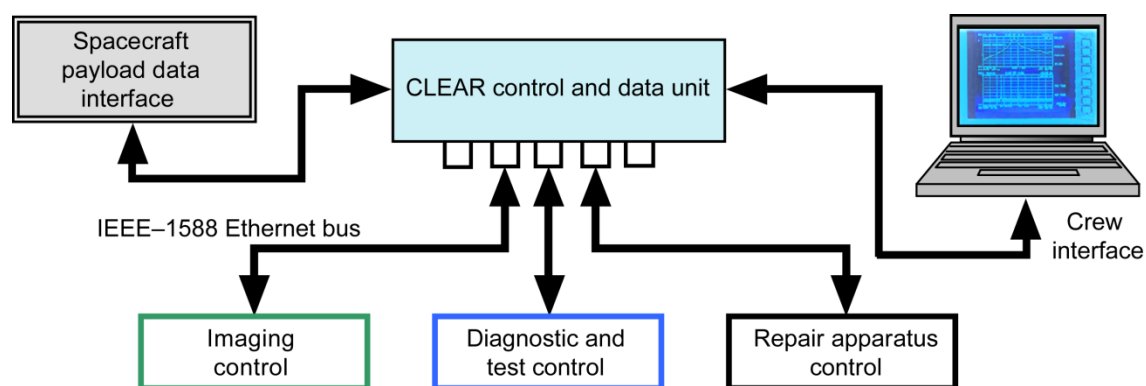 Spacecraft
payload data
interface
CLEAR control and data unit
IEEE–1588 Ethernet bus
Crew
interface
Imaging
control
Diagnostic and
test control
Repair apparatus
control